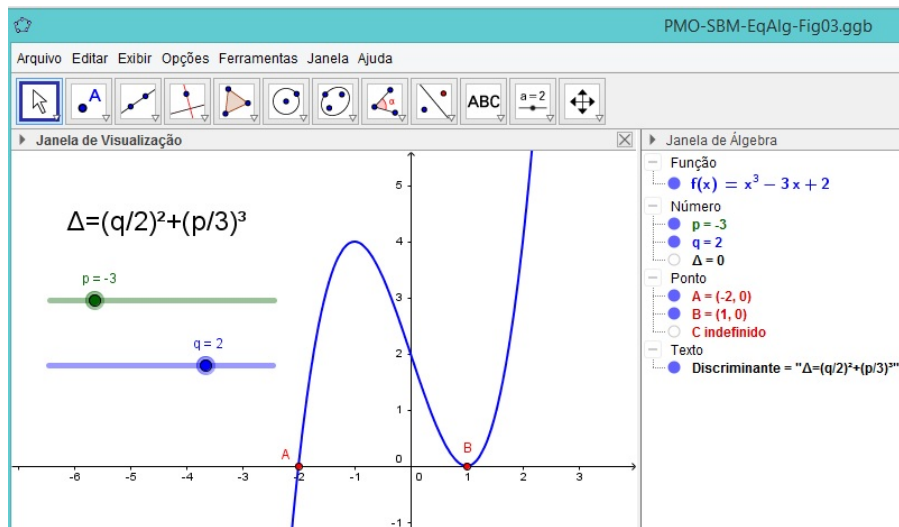 PMO-SBM-EqAlg-Fig03.ggb
Arquivo Editar Exibir Opções Ferramentas Janela Ajuda
A
α
ABC
a = 2
Janela de Visualização
Δ=(q/2)²+(p/3)³
p = -3
q = 2
5
4
3
2
1
0
-1
-6 -5 -4 -3 -2 -1 0 1 2 3
A
B
Janela de Álgebra
Função
f(x) = x³ − 3 x + 2
Número
p = -3
q = 2
Δ = 0
Ponto
A = (-2, 0)
B = (1, 0)
C indefinido
Texto
Discriminante = "Δ=(q/2)²+(p/3)³"